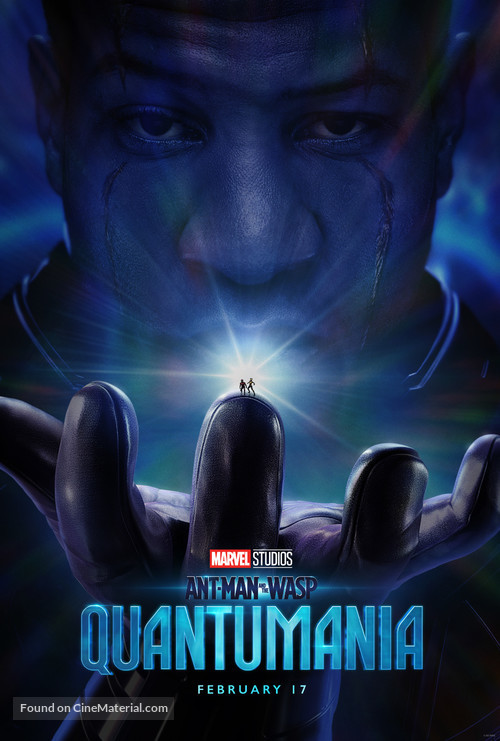 MARVEL STUDIOS
ANT-MAN AND THE WASP
QUANTUMANIA
FEBRUARY 17
Found on CineMaterial.com